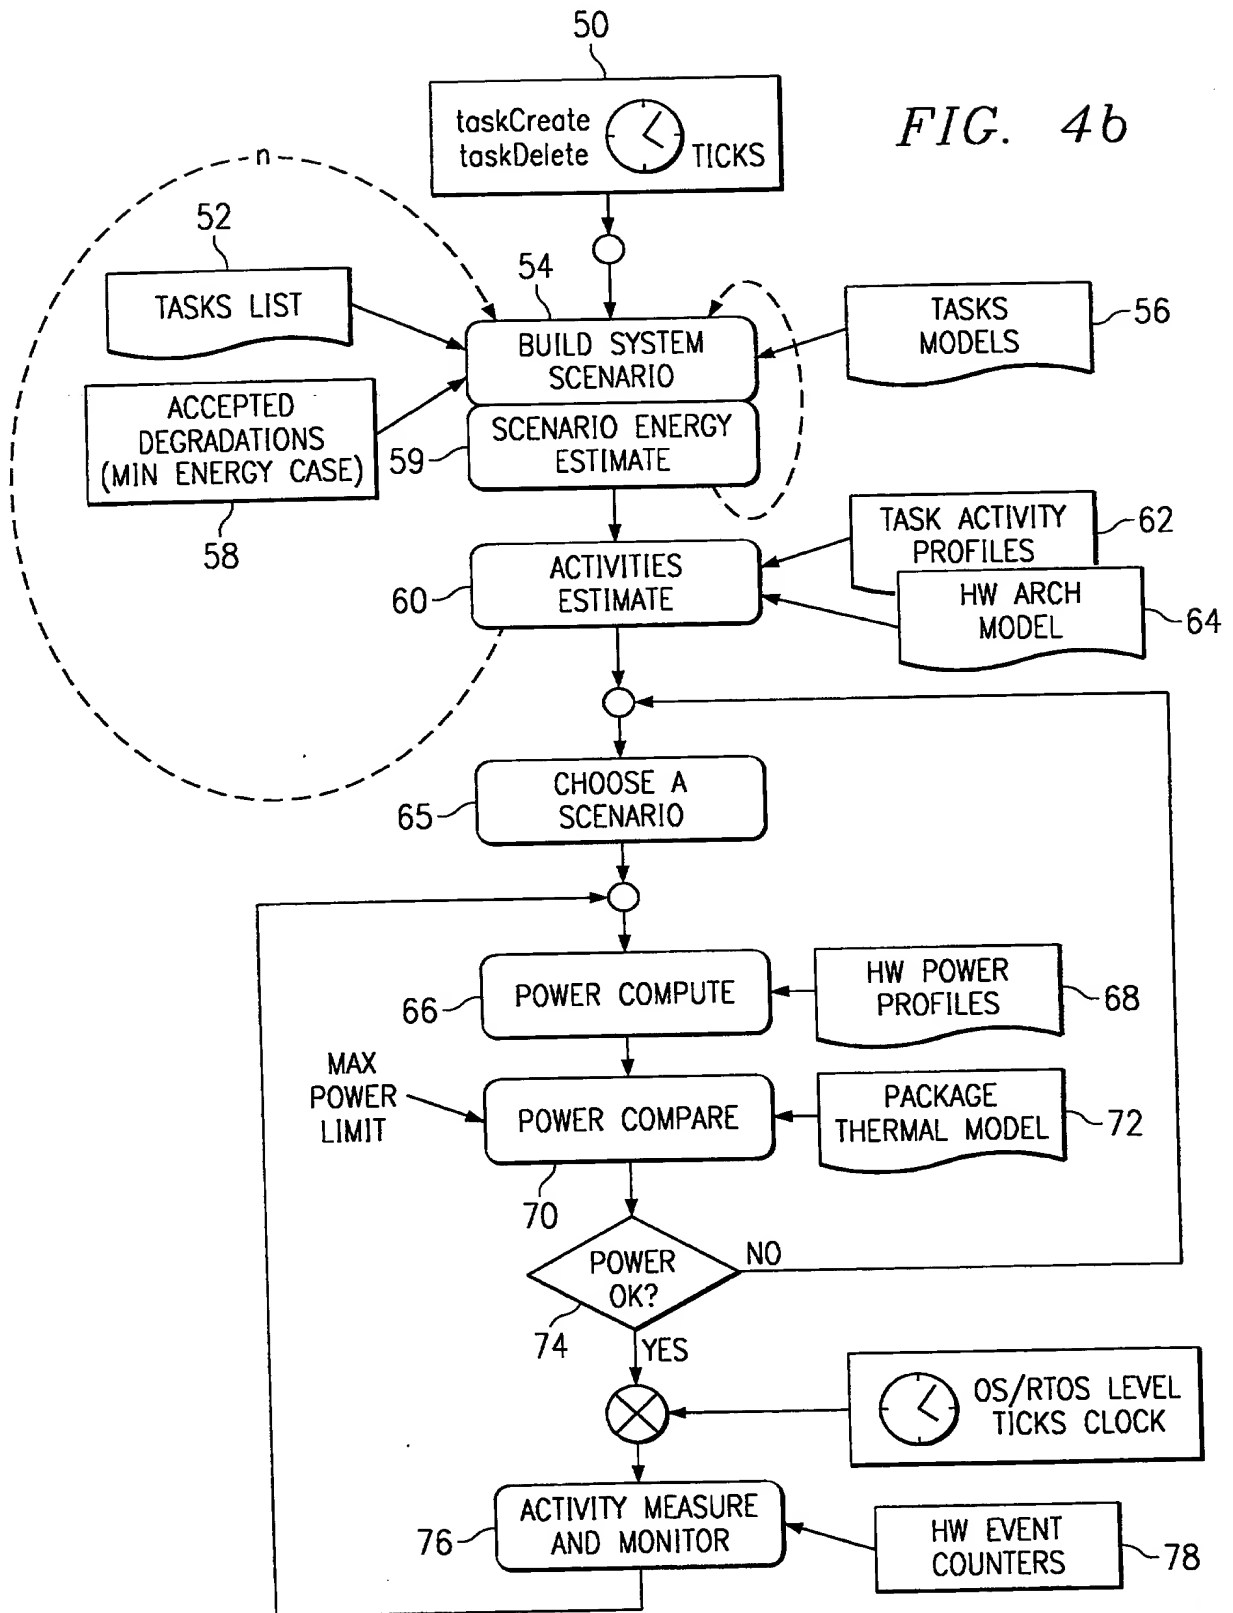 50
FIG. 4b
taskCreate
taskDelete
TICKS
n
52
54
TASKS LIST
BUILD SYSTEM
SCENARIO
TASKS
MODELS
56
ACCEPTED
DEGRADATIONS
(MIN ENERGY CASE)
58
SCENARIO ENERGY
ESTIMATE
59
TASK ACTIVITY
PROFILES
62
ACTIVITIES
ESTIMATE
60
HW ARCH
MODEL
64
CHOOSE A
SCENARIO
65
POWER COMPUTE
66
HW POWER
PROFILES
68
MAX
POWER
LIMIT
POWER COMPARE
70
PACKAGE
THERMAL MODEL
72
POWER
OK?
74
NO
YES
OS/RTOS LEVEL
TICKS CLOCK
ACTIVITY MEASURE
AND MONITOR
76
HW EVENT
COUNTERS
78